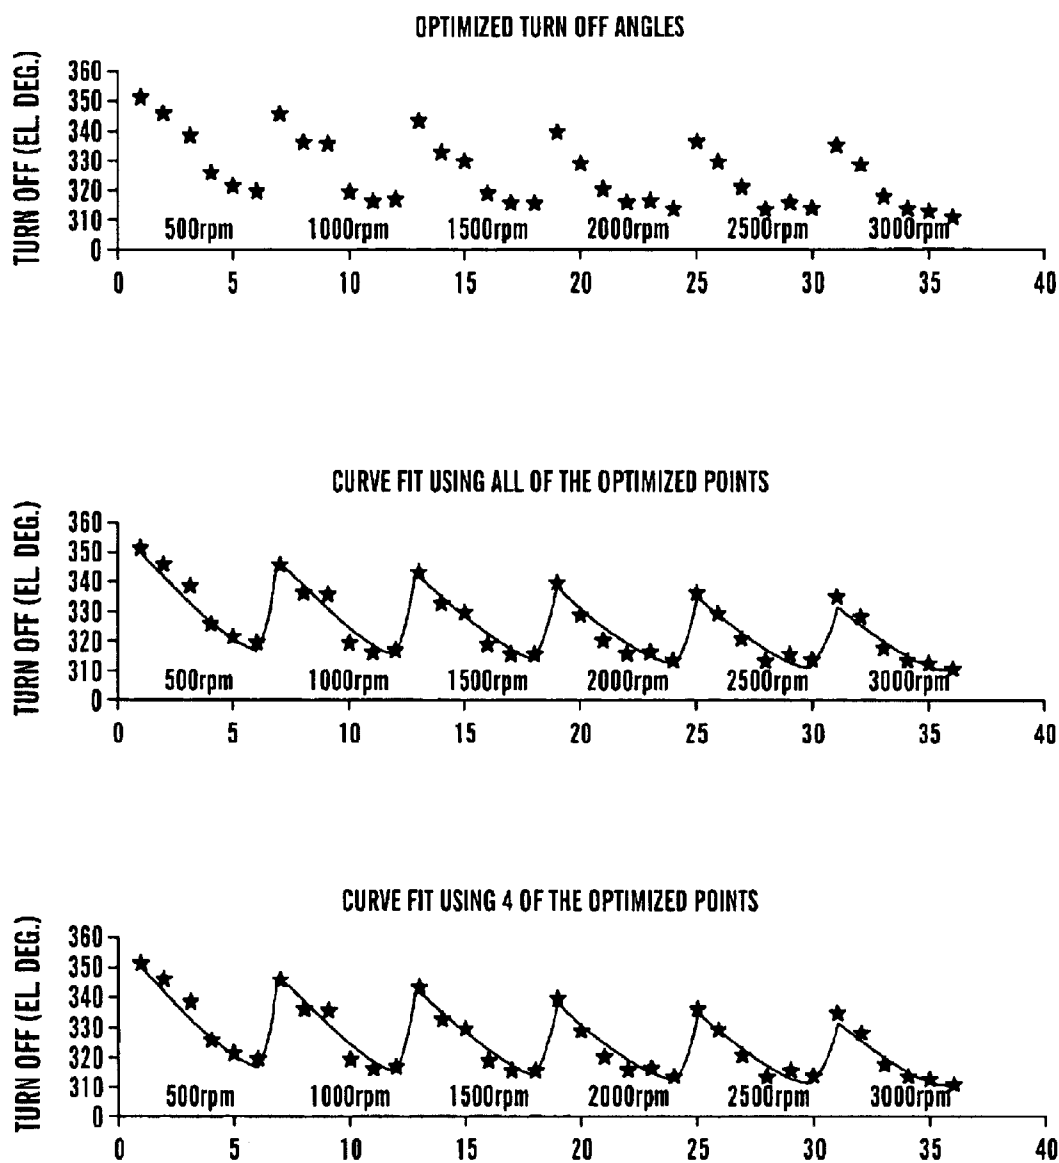 OPTIMIZED TURN OFF ANGLES
TURN OFF (EL. DEG.)
360
350
340
330
320
310
0
500rpm 1000rpm 1500rpm 2000rpm 2500rpm 3000rpm
0 5 10 15 20 25 30 35 40
CURVE FIT USING ALL OF THE OPTIMIZED POINTS
TURN OFF (EL. DEG.)
360
350
340
330
320
310
0
500rpm 1000rpm 1500rpm 2000rpm 2500rpm 3000rpm
0 5 10 15 20 25 30 35 40
CURVE FIT USING 4 OF THE OPTIMIZED POINTS
TURN OFF (EL. DEG.)
360
350
340
330
320
310
0
500rpm 1000rpm 1500rpm 2000rpm 2500rpm 3000rpm
0 5 10 15 20 25 30 35 40